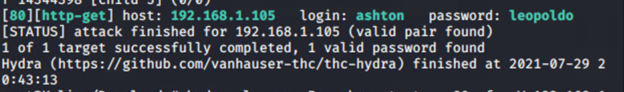 [80][http-get] host: 192.168.1.105 login: ashton password: leopoldo
[STATUS] attack finished for 192.168.1.105 (valid pair found)
1 of 1 target successfully completed, 1 valid password found
Hydra (https://github.com/vanhauser-thc/thc-hydra) finished at 2021-07-29 2
0:43:13